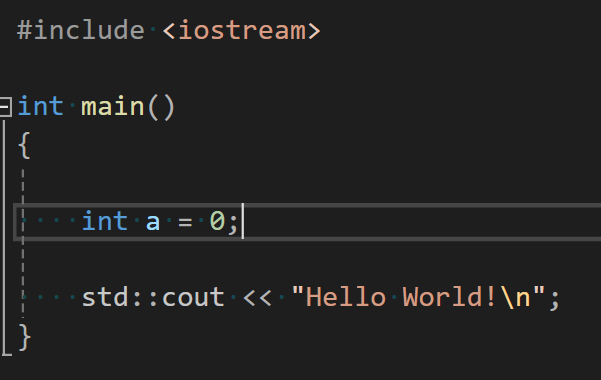 #include <iostream>
int main()
{
    int a = 0;
    std::cout << "Hello World!\n";
}